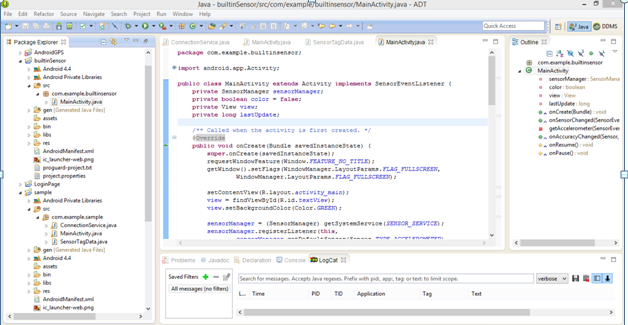 Java - builtinSensor/src/com/example/builtinsensor/MainActivity.java - ADT
File Edit Refactor Source Navigate Search Project Run Window Help
Quick Access
Java
DDMS
Package Explorer
AndroidGPS
builtinSensor
Android 4.4
Android Private Libraries
src
com.example.builtinsensor
MainActivity.java
gen [Generated Java Files]
assets
bin
libs
res
AndroidManifest.xml
ic_launcher-web.png
proguard-project.txt
project.properties
LoginPage
sample
Android 4.4
Android Private Libraries
src
com.example.sample
ConnectionService.java
MainActivity.java
SensorTagData.java
gen [Generated Java Files]
Android 4.4
assets
bin
libs
res
AndroidManifest.xml
ic_launcher-web.png
ConnectionService.java MainActivity.java SensorTagData.java MainActivity.java
package com.example.builtinsensor;
import android.app.Activity;
public class MainActivity extends Activity implements SensorEventListener {
private SensorManager sensorManager;
private boolean color = false;
private View view;
private long lastUpdate;
/** Called when the activity is first created. */
@Override
public void onCreate(Bundle savedInstanceState) {
super.onCreate(savedInstanceState);
requestWindowFeature(Window.FEATURE_NO_TITLE);
getWindow().setFlags(WindowManager.LayoutParams.FLAG_FULLSCREEN,
WindowManager.LayoutParams.FLAG_FULLSCREEN);
setContentView(R.layout.activity_main);
view = findViewById(R.id.textView);
view.setBackgroundColor(Color.GREEN);
sensorManager = (SensorManager) getSystemService(SENSOR_SERVICE);
sensorManager.registerListener(this,
Outline
com.example.builtinsensor
MainActivity
sensorManager : SensorMana
color : boolean
view : View
lastUpdate : long
onCreate(Bundle) : void
onSensorChanged(SensorEv
getAccelerometer(SensorEve
onAccuracyChanged(Sensor,
onResume() : void
onPause() : void
Problems Javadoc Declaration Console LogCat
Saved Filters
All messages (no filters)
Search for messages. Accepts Java regexes. Prefix with pid:, app:, tag: or text: to limit scope.
verbose
L... Time PID TID Application Tag Text